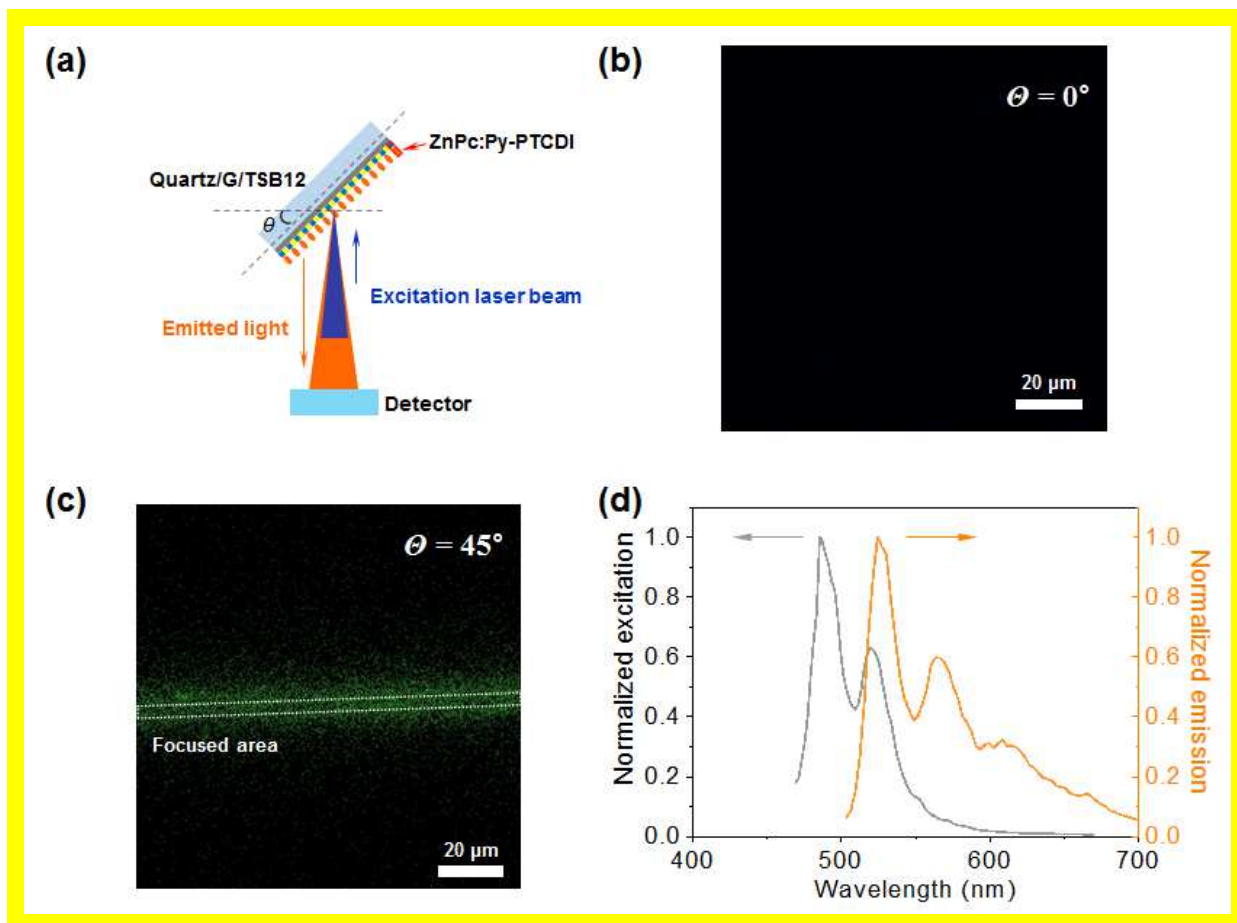 (a)
ZnPc:Py-PTCDI
Quartz/G/TSB12
θ
Excitation laser beam
Emitted light
Detector
(b)
Θ = 0°
20 µm
(c)
Θ = 45°
Focused area
20 µm
(d)
Normalized excitation
1.0
0.8
0.6
0.4
0.2
0.0
1.0
0.8
0.6
0.4
0.2
0.0
Normalized emission
400 500 600 700
Wavelength (nm)